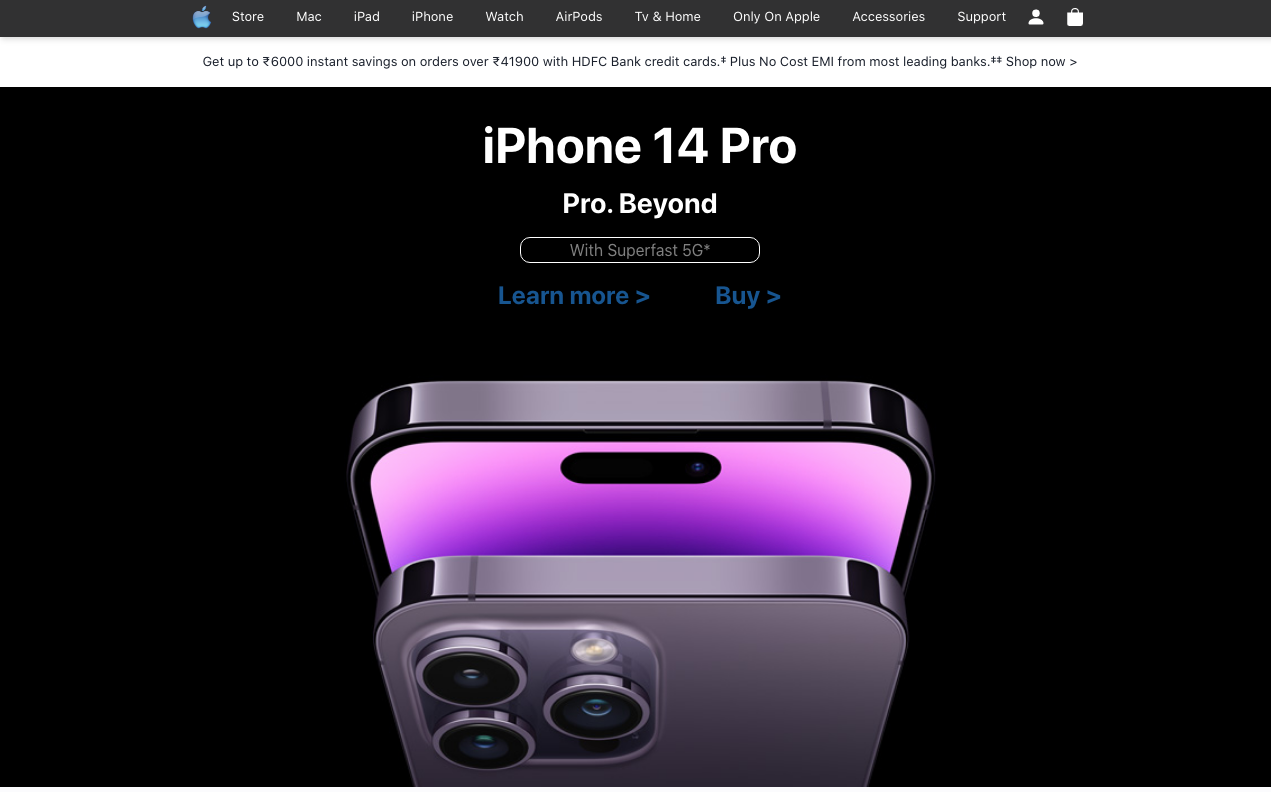 Store Mac iPad iPhone Watch AirPods Tv & Home Only On Apple Accessories Support
Get up to ₹6000 instant savings on orders over ₹41900 with HDFC Bank credit cards.‡ Plus No Cost EMI from most leading banks.‡‡ Shop now >
iPhone 14 Pro
Pro. Beyond
With Superfast 5G*
Learn more > Buy >